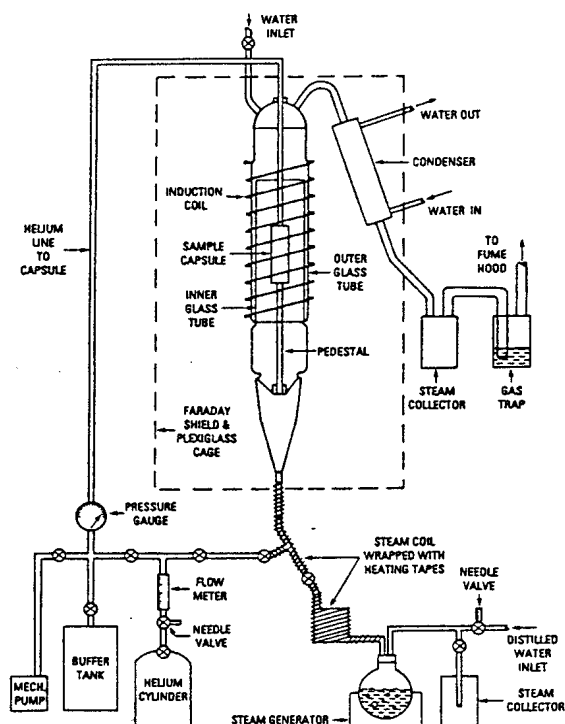 WATER
INLET
WATER OUT
CONDENSER
INDUCTION
COIL
WATER IN
HELIUM
LINE TO
CAPSULE
SAMPLE
CAPSULE
OUTER
GLASS
TUBE
TO
FUME
HOOD
INNER
GLASS
TUBE
PEDESTAL
STEAM
COLLECTOR
GAS
TRAP
FARADAY
SHIELD &
PLEXIGLASS
CAGE
PRESSURE
GAUGE
STEAM COIL
WRAPPED WITH
HEATING TAPES
FLOW
METER
NEEDLE
VALVE
NEEDLE
VALVE
DISTILLED
WATER
INLET
MECH.
PUMP
BUFFER
TANK
HELIUM
CYLINDER
STEAM GENERATOR
STEAM
COLLECTOR